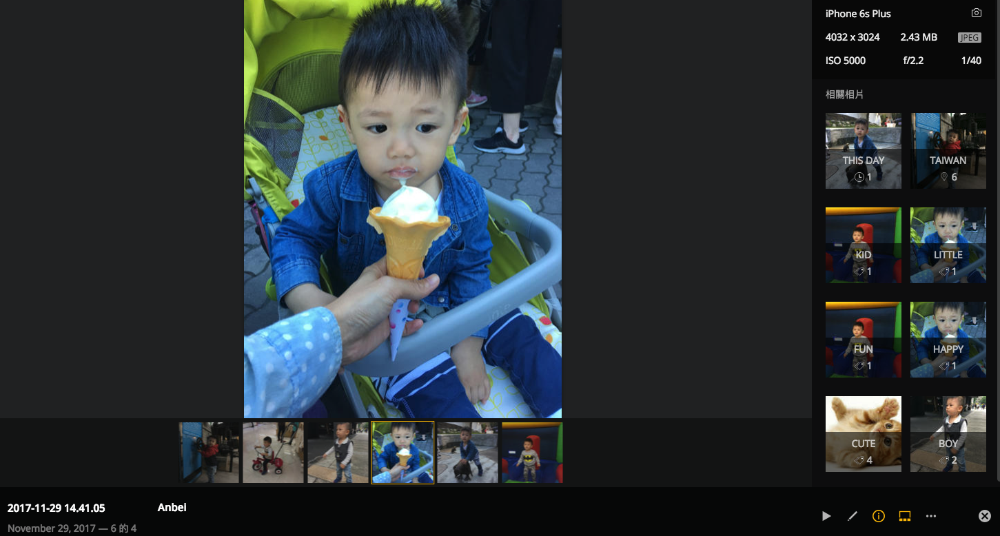 iPhone 6s Plus
4032 x 3024 2.43 MB JPEG
ISO 5000 f/2.2 1/40
相關相片
THIS DAY
1
TAIWAN
6
KID
1
LITTLE
1
FUN
1
HAPPY
1
CUTE
4
BOY
2
2017-11-29 14.41.05
Anbei
November 29, 2017 — 6 的 4